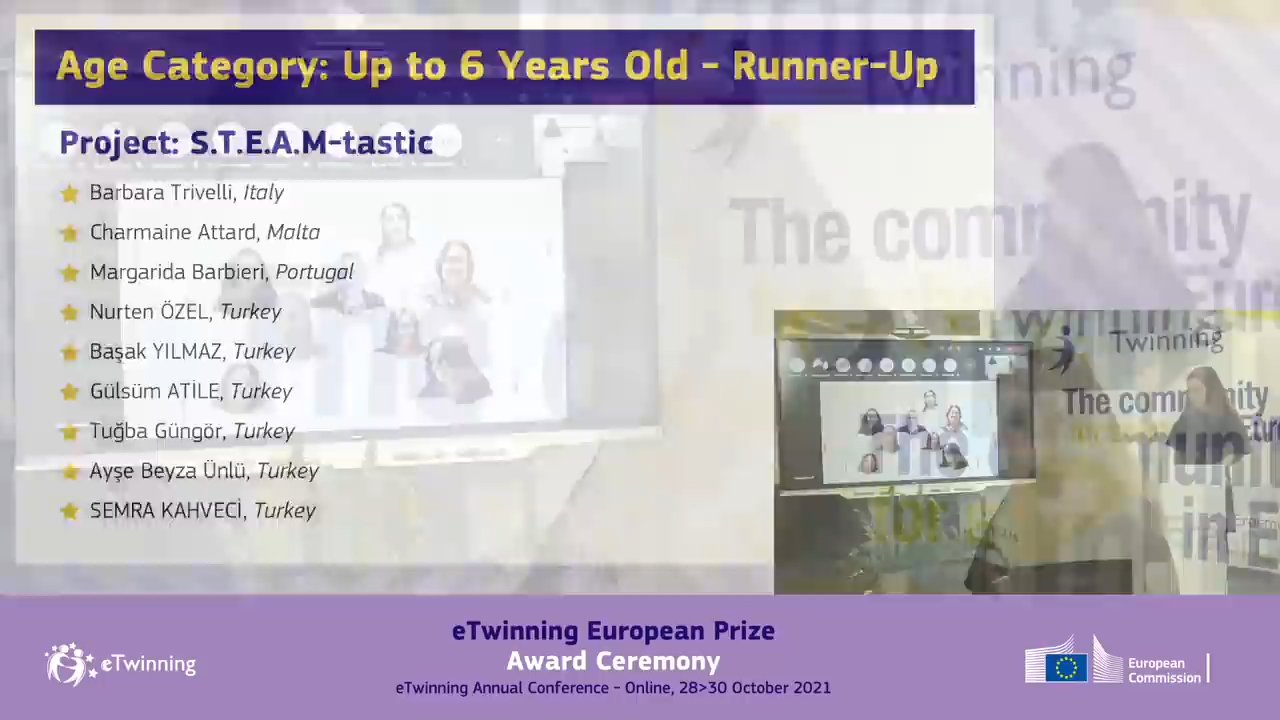 Age Category: Up to 6 Years Old - Runner-Up
Project: S.T.E.A.M-tastic
Barbara Trivelli, Italy
Charmaine Attard, Malta
Margarida Barbieri, Portugal
Nurten ÖZEL, Turkey
Başak YILMAZ, Turkey
Gülsüm ATİLE, Turkey
Tuğba Güngör, Turkey
Ayşe Beyza Ünlü, Turkey
SEMRA KAHVECİ, Turkey
Twinning
The community
eTwinning European Prize
Award Ceremony
eTwinning Annual Conference - Online, 28>30 October 2021
eTwinning
European
Commission